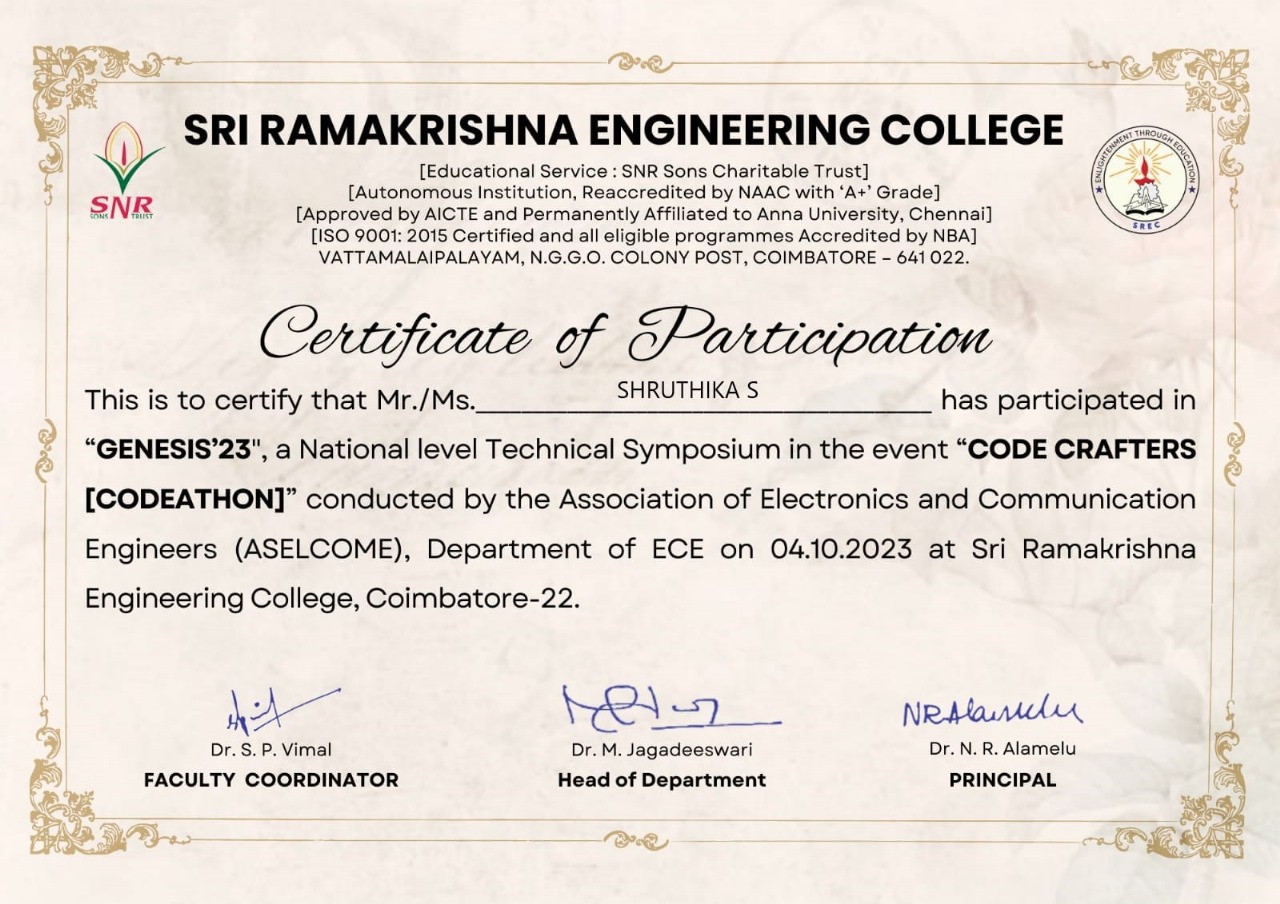 SRI RAMAKRISHNA ENGINEERING COLLEGE
[Educational Service : SNR Sons Charitable Trust]
[Autonomous Institution, Reaccredited by NAAC with ‘A+’ Grade]
[Approved by AICTE and Permanently Affiliated to Anna University, Chennai]
[ISO 9001: 2015 Certified and all eligible programmes Accredited by NBA]
VATTAMALAIPALAYAM, N.G.G.O. COLONY POST, COIMBATORE – 641 022.
SNR
SONS TRUST
ENLIGHTENMENT THROUGH EDUCATION
SREC
Certificate of Participation
This is to certify that Mr./Ms. SHRUTHIKA S has participated in
“GENESIS’23", a National level Technical Symposium in the event “CODE CRAFTERS
[CODEATHON]” conducted by the Association of Electronics and Communication
Engineers (ASELCOME), Department of ECE on 04.10.2023 at Sri Ramakrishna
Engineering College, Coimbatore-22.
NRAlamelu
Dr. S. P. Vimal
FACULTY COORDINATOR
Dr. M. Jagadeeswari
Head of Department
Dr. N. R. Alamelu
PRINCIPAL